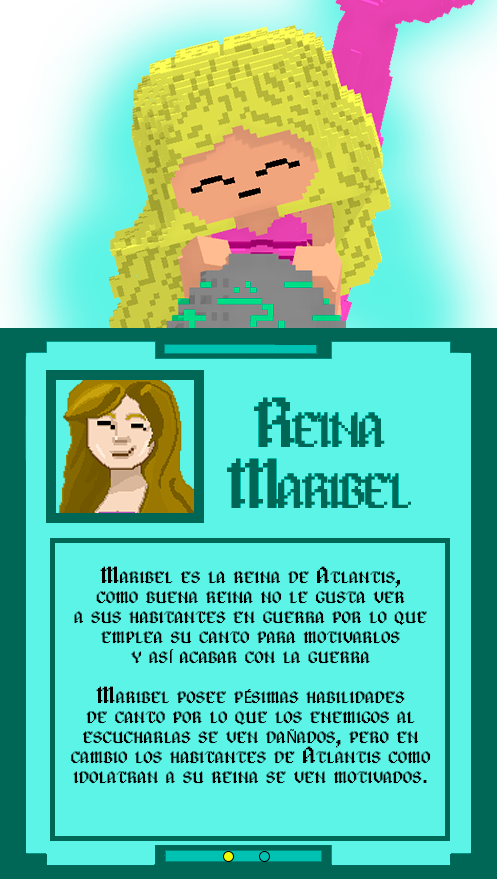 Reina
Maribel
Maribel es la reina de Atlantis,
como buena reina no le gusta ver
a sus habitantes en guerra por lo que
emplea su canto para motivarlos
y así acabar con la guerra
Maribel posee pésimas habilidades
de canto por lo que los enemigos al
escucharlas se ven dañados, pero en
cambio los habitantes de Atlantis como
idolatran a su reina se ven motivados.